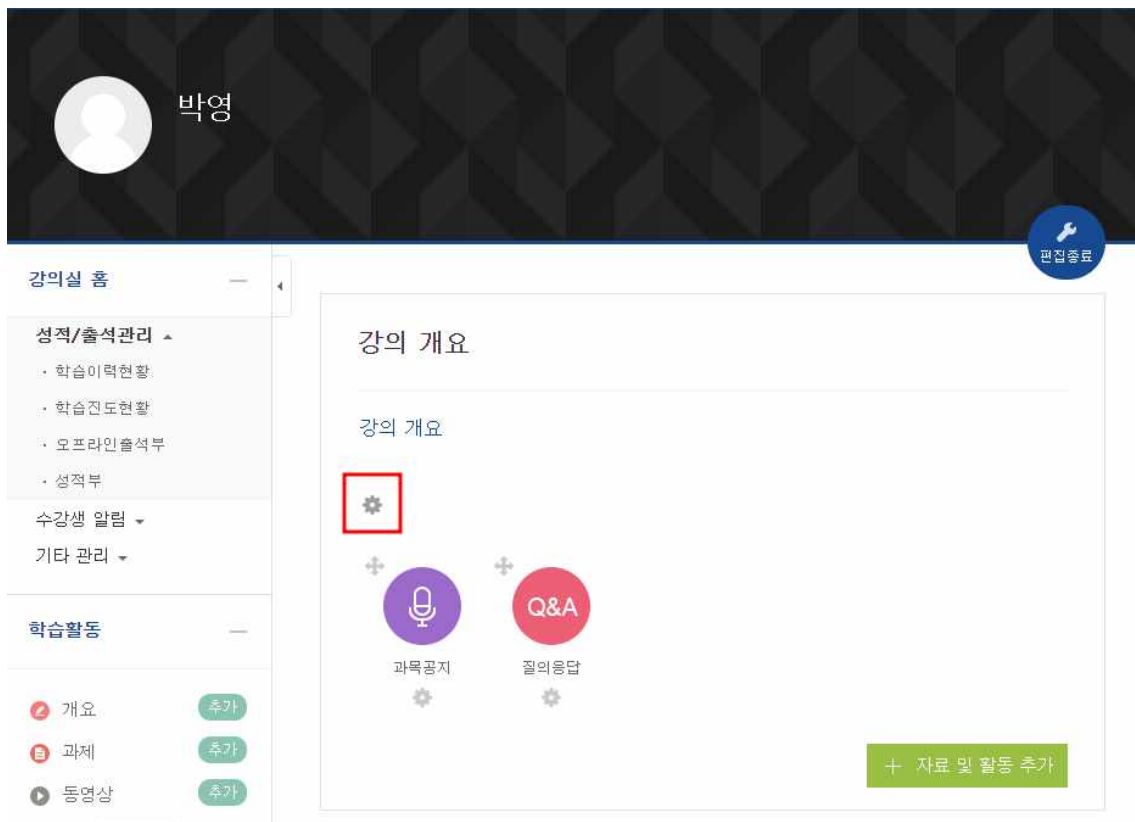 박영
편집종료
강의실 홈
성적/출석관리
· 학습이력현황
· 학습진도현황
· 오프라인출석부
· 성적부
수강생 알림
기타 관리
학습활동
개요 추가
과제 추가
동영상 추가
강의 개요
강의 개요
Q&A
과목공지 질의응답
+ 자료 및 활동 추가